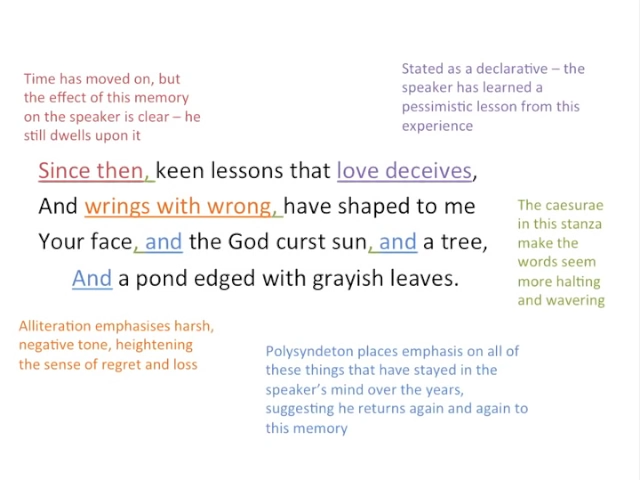 Time has moved on, but
the effect of this memory
on the speaker is clear – he
still dwells upon it
Stated as a declarative – the
speaker has learned a
pessimistic lesson from this
experience
Since then, keen lessons that love deceives,
And wrings with wrong, have shaped to me
Your face, and the God curst sun, and a tree,
And a pond edged with grayish leaves.
The caesurae
in this stanza
make the
words seem
more halting
and wavering
Alliteration emphasises harsh,
negative tone, heightening
the sense of regret and loss
Polysyndeton places emphasis on all of
these things that have stayed in the
speaker's mind over the years,
suggesting he returns again and again to
this memory